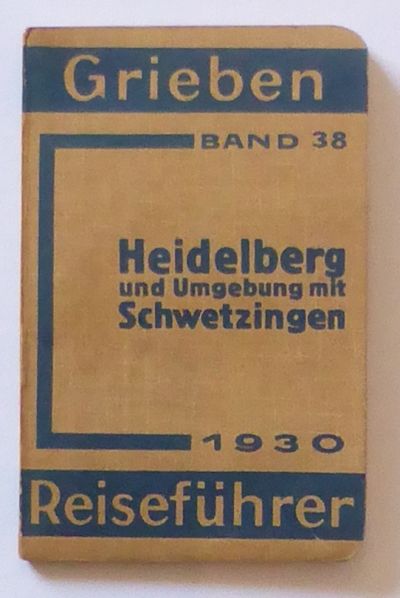 Grieben
BAND 38
Heidelberg
und Umgebung mit
Schwetzingen
1930
Reiseführer